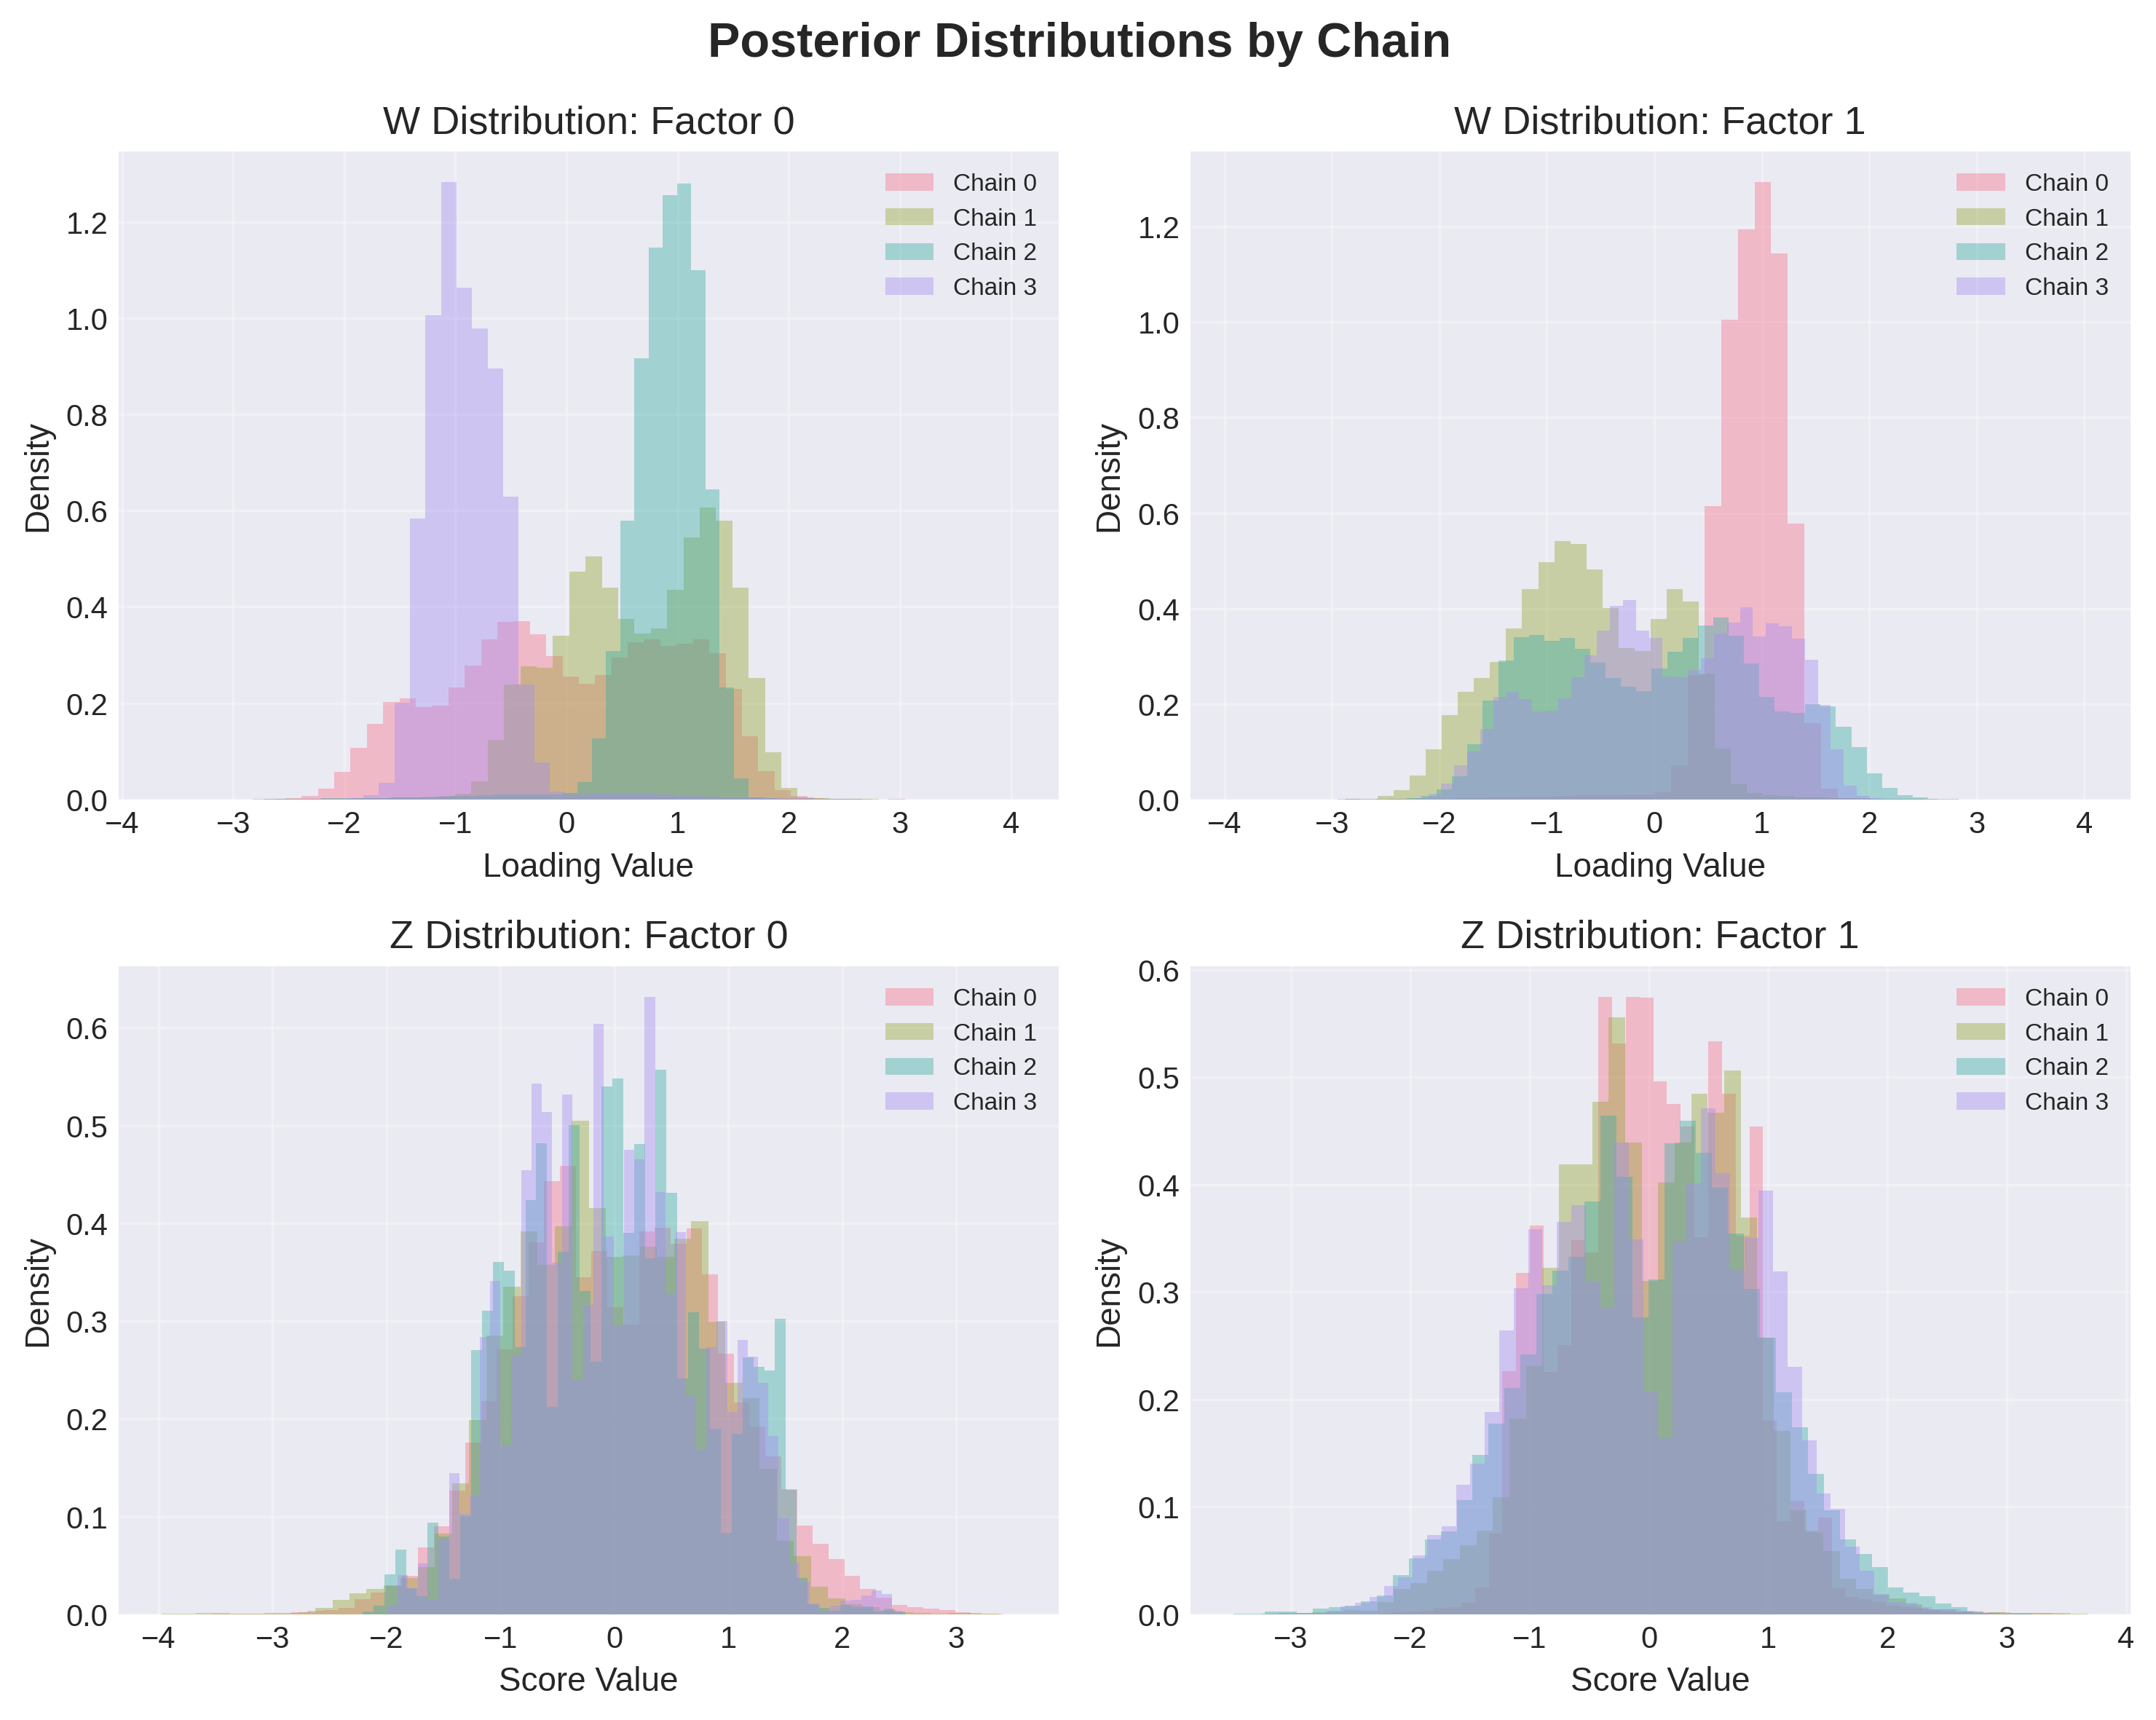 Posterior Distributions by Chain
W Distribution: Factor 0
Density
1.2
1.0
0.8
0.6
0.4
0.2
0.0
−4 −3 −2 −1 0 1 2 3 4
Loading Value
Chain 0
Chain 1
Chain 2
Chain 3
W Distribution: Factor 1
Density
1.2
1.0
0.8
0.6
0.4
0.2
0.0
−4 −3 −2 −1 0 1 2 3 4
Loading Value
Chain 0
Chain 1
Chain 2
Chain 3
Z Distribution: Factor 0
Density
0.6
0.5
0.4
0.3
0.2
0.1
0.0
−4 −3 −2 −1 0 1 2 3
Score Value
Chain 0
Chain 1
Chain 2
Chain 3
Z Distribution: Factor 1
Density
0.6
0.5
0.4
0.3
0.2
0.1
0.0
−3 −2 −1 0 1 2 3 4
Score Value
Chain 0
Chain 1
Chain 2
Chain 3